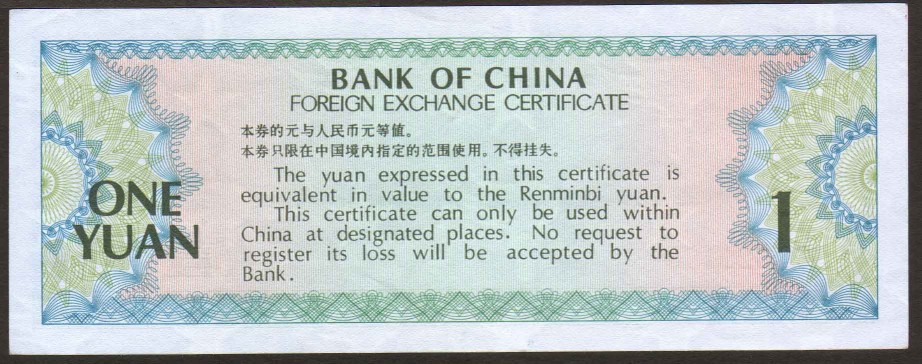 BANK OF CHINA
FOREIGN EXCHANGE CERTIFICATE
本券的元与人民币元等值。
本券只限在中国境内指定的范围使用。不得挂失。
The yuan expressed in this certificate is
equivalent in value to the Renminbi yuan.
This certificate can only be used within
China at designated places. No request to
register its loss will be accepted by the
Bank.
ONE
YUAN
1